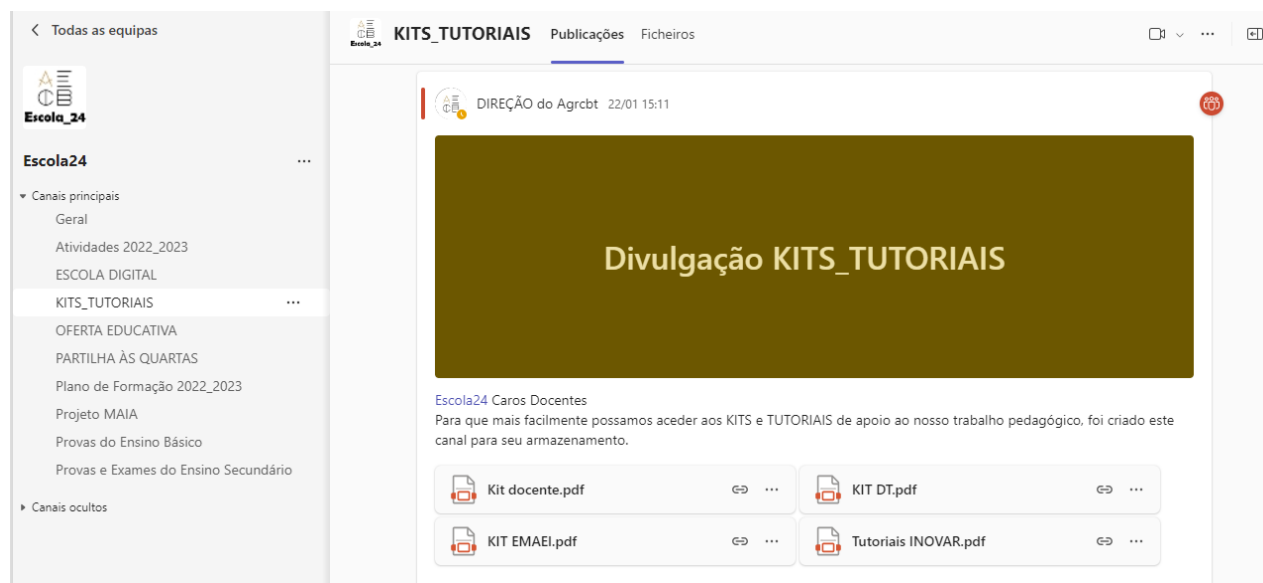 Todas as equipas
A E
C B
Escola_24
Escola24
Canais principais
Geral
Atividades 2022_2023
ESCOLA DIGITAL
KITS_TUTORIAIS
OFERTA EDUCATIVA
PARTILHA ÀS QUARTAS
Plano de Formação 2022_2023
Projeto MAIA
Provas do Ensino Básico
Provas e Exames do Ensino Secundário
Canais ocultos
Escola_24
KITS_TUTORIAIS Publicações Ficheiros
DIREÇÃO do Agrcbt 22/01 15:11
Divulgação KITS_TUTORIAIS
Escola24 Caros Docentes
Para que mais facilmente possamos aceder aos KITS e TUTORIAIS de apoio ao nosso trabalho pedagógico, foi criado este
canal para seu armazenamento.
Kit docente.pdf
KIT DT.pdf
KIT EMAEI.pdf
Tutoriais INOVAR.pdf